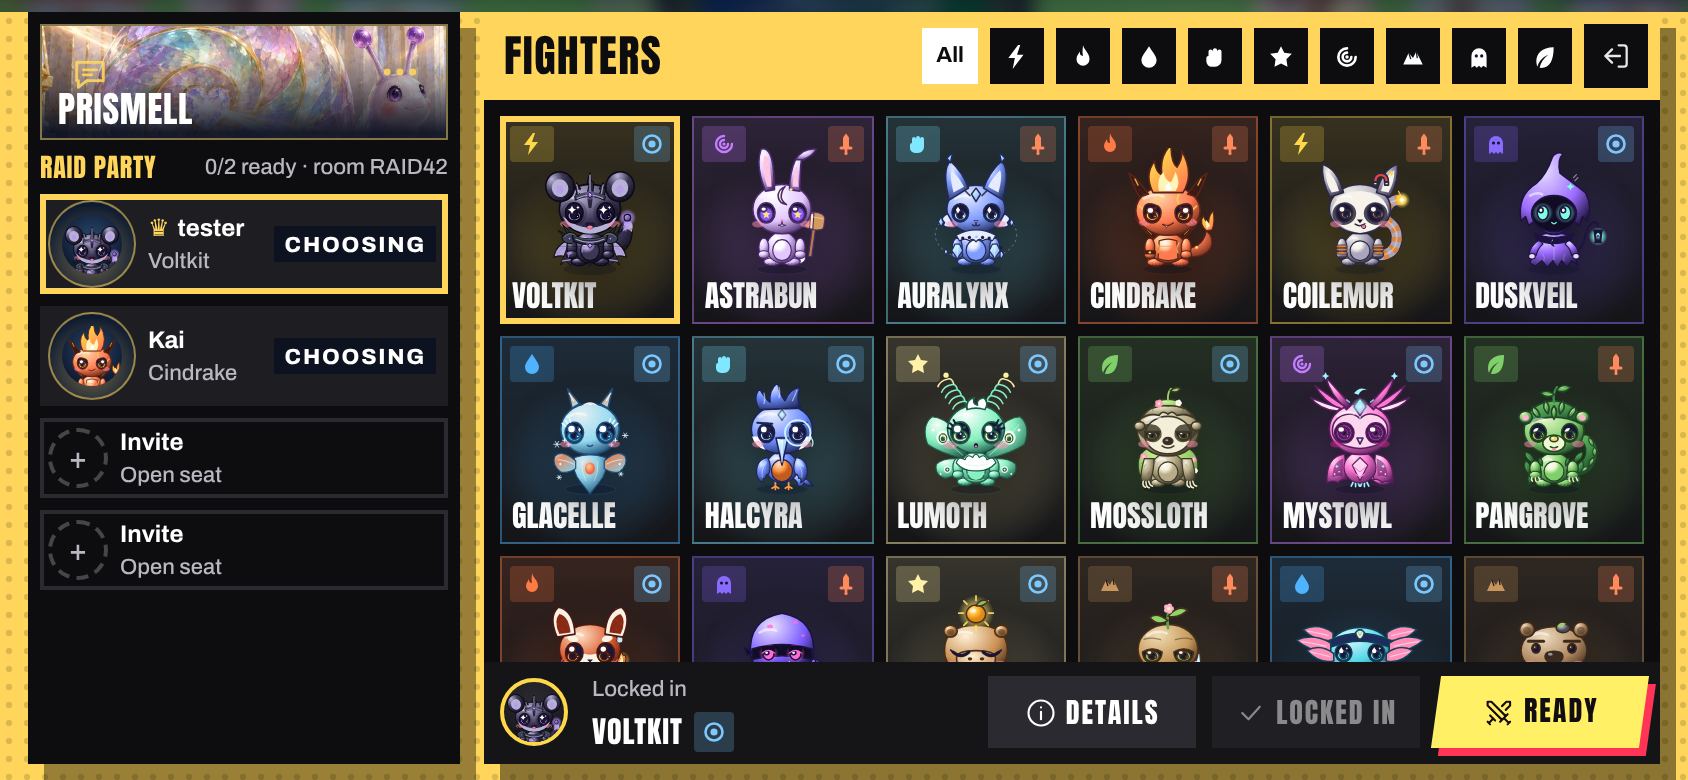 PRISMELL
RAID PARTY
0/2 ready · room RAID42
tester
Voltkit
CHOOSING
Kai
Cindrake
CHOOSING
+
Invite
Open seat
+
Invite
Open seat
FIGHTERS
All
VOLTKIT
ASTRABUN
AURALYNX
CINDRAKE
COILEMUR
DUSKVEIL
GLACELLE
HALCYRA
LUMOTH
MOSSLOTH
MYSTOWL
PANGROVE
Locked in
VOLTKIT
DETAILS
LOCKED IN
READY